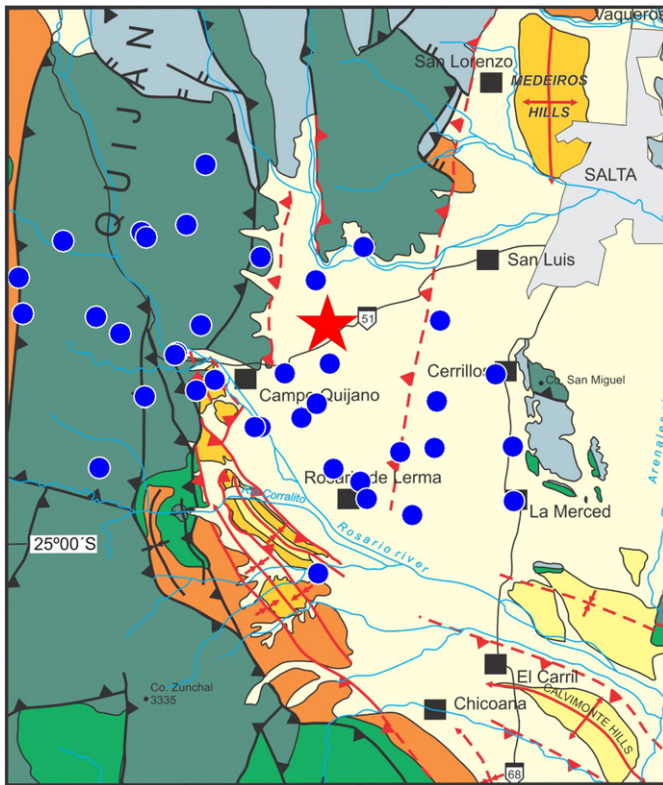 Vaqueros
QUIJAN
San Lorenzo
MEDEIROS
HILLS
SALTA
San Luis
51
Cerrillos
Co. San Miguel
Campo Quijano
Arenales
Rosario de Lerma
Corralito
La Merced
25º00´S
Rosario river
El Carril
Co. Zunchal
3335
Chicoana
CALVIMONTE HILLS
68